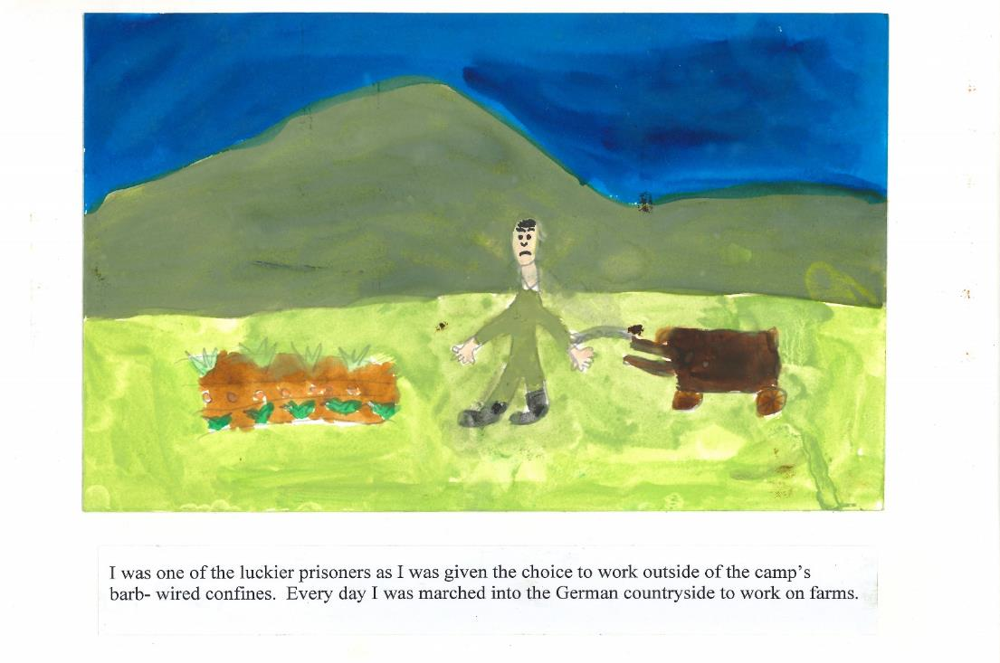 I was one of the luckier prisoners as I was given the choice to work outside of the camp's
barb- wired confines.  Every day I was marched into the German countryside to work on farms.